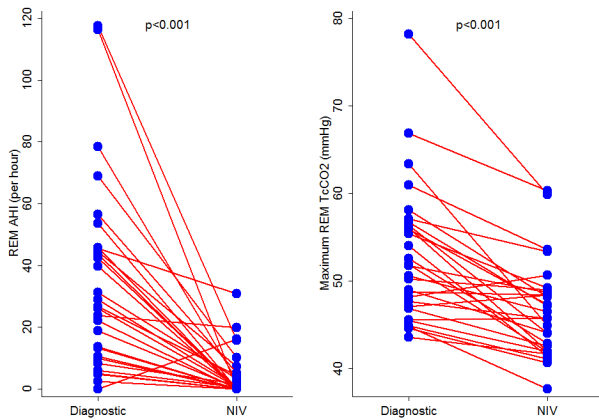 p<0.001
REM AHI (per hour)
120
100
80
60
40
20
0
Diagnostic
NIV
p<0.001
Maximum REM TcCO2 (mmHg)
80
70
60
50
40
Diagnostic
NIV